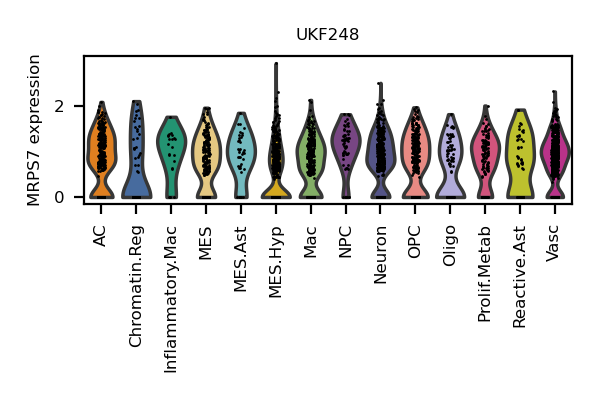 UKF248
MRPS7 expression
2
0
AC
Chromatin.Reg
Inflammatory.Mac
MES
MES.Ast
MES.Hyp
Mac
NPC
Neuron
OPC
Oligo
Prolif.Metab
Reactive.Ast
Vasc